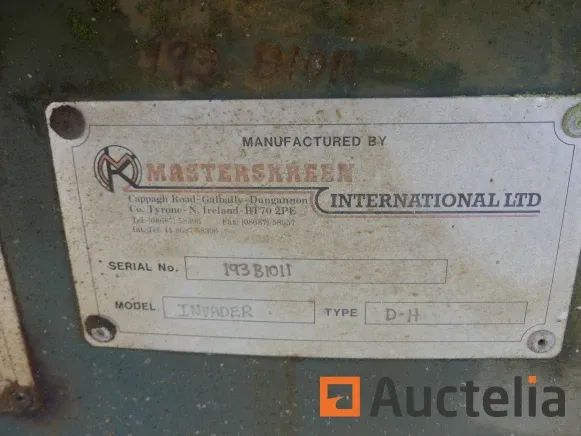 193 B1011
MANUFACTURED BY
MASTERSKREEN
INTERNATIONAL LTD
Cappagh Road - Galbally - Dungannon
Co. Tyrone - N. Ireland - BT70 2PE
SERIAL No. 193B1011
MODEL INVADER TYPE D-H
Auctelia